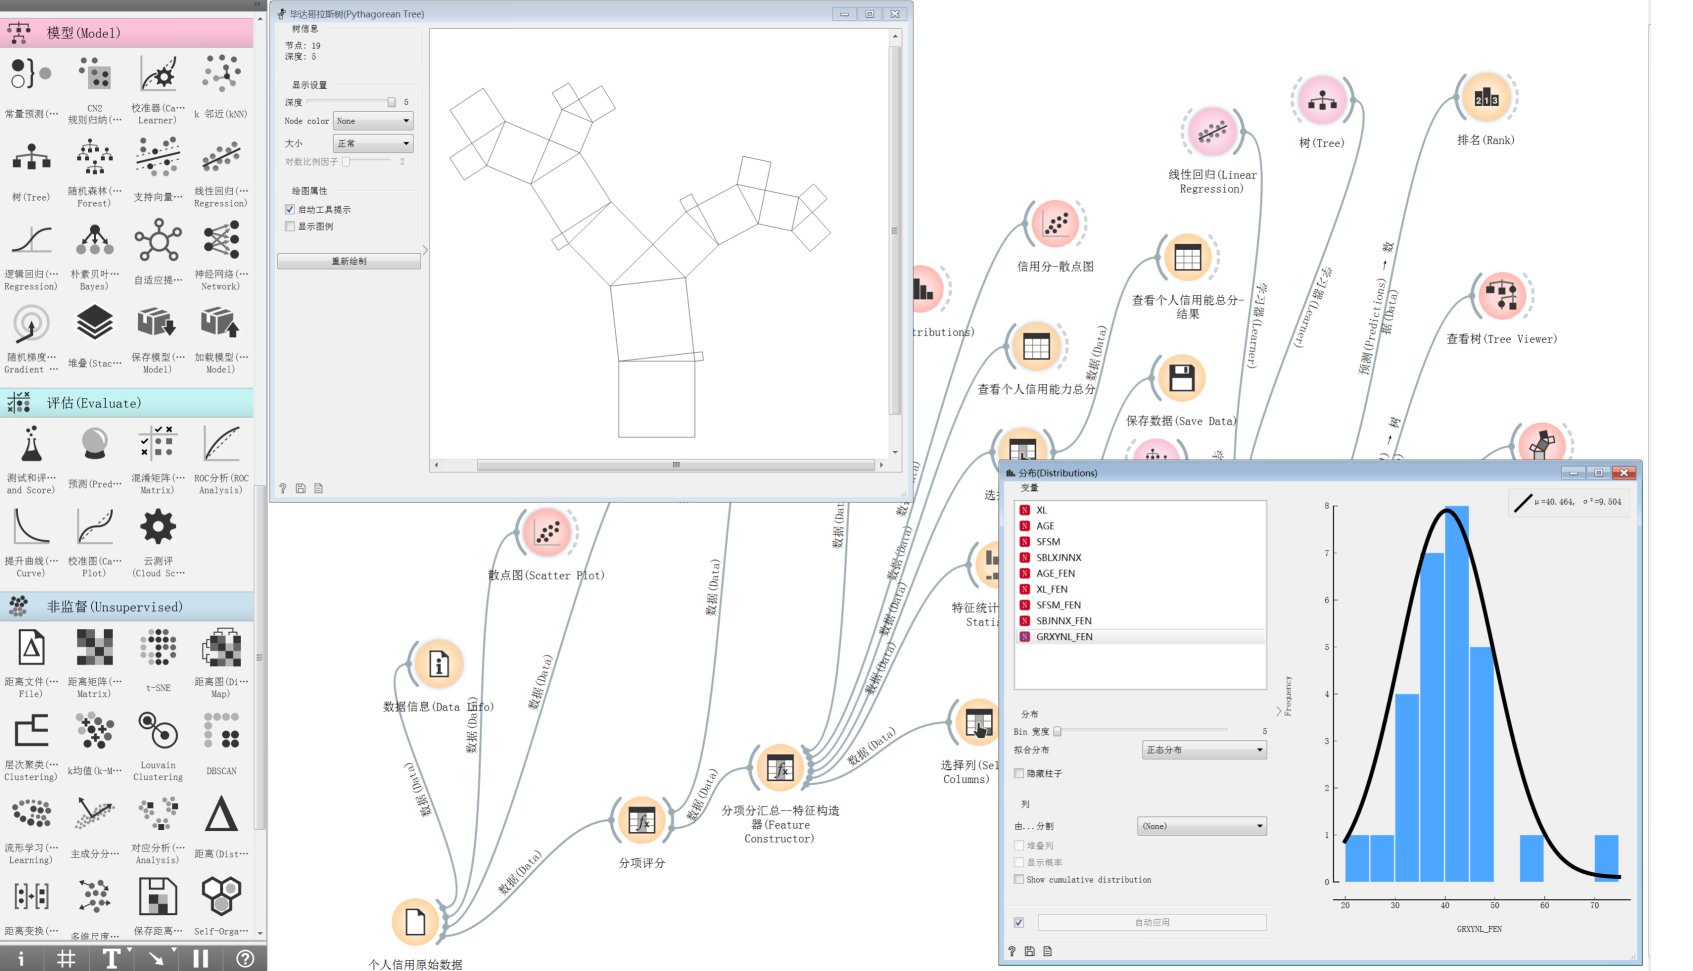 模型(Model)
常量预测(…
CN2
规则归纳(…
校准器(Ca…
Learner)
k 邻近(kNN)
树(Tree)
随机森林(…
Forest)
支持向量…
线性回归(…
Regression)
逻辑回归(…
Regression)
朴素贝叶…
Bayes)
自适应提…
神经网络(…
Network)
随机梯度…
Gradient …
堆叠(Stac…
保存模型(…
Model)
加载模型(…
Model)
评估(Evaluate)
测试和评…
and Score)
预测(Pred…
混淆矩阵(…
Matrix)
ROC分析(ROC
Analysis)
提升曲线(…
Curve)
校准图(Ca…
Plot)
云测评
(Cloud Sc…
非监督(Unsupervised)
距离文件(…
File)
距离矩阵(…
Matrix)
t-SNE
距离图(Di…
Map)
层次聚类(…
Clustering)
k均值(k-M…
Louvain
Clustering
DBSCAN
流形学习(…
Learning)
主成分分…
对应分析(…
Analysis)
距离(Dist…
距离变换(…
多维尺度…
保存距离…
Self-Orga…
毕达哥拉斯树(Pythagorean Tree)
树信息
节点: 19
深度: 5
显示设置
深度
5
Node color
None
大小
正常
对数比例因子
2
绘图属性
启动工具提示
显示图例
重新绘制
线性回归(Linear
Regression)
树(Tree)
排名(Rank)
信用分-散点图
查看个人信用能总分-
结果
tributions)
查看个人信用能力总分
保存数据(Save Data)
查看树(Tree Viewer)
数据(Data)
学习器(Learner)
学习器(Learner)
预测(Predictions) → 数
据(Data)
→ 树
散点图(Scatter Plot)
数据信息(Data Info)
数据(Data)
数据(Data)
数据(Data)
数据(Data)
数据(Data)
数据(Data)
数据(Data)
数据(Data)
数据(Data)
数据(Data)
数据(Data)
分项评分
分项分汇总--特征构造
器(Feature
Constructor)
特征统计
Statis
选择列(Sel
Columns)
个人信用原始数据
分布(Distributions)
变量
N XL
N AGE
N SFSM
N SBLXJNNX
N AGE_FEN
N XL_FEN
N SFSM_FEN
N SBJNNX_FEN
N GRXYNL_FEN
分布
Bin 宽度
5
拟合分布
正态分布
隐藏柱子
列
由...分割
(None)
堆叠列
显示概率
Show cumulative distribution
自动应用
μ=40.464, σ²=9.504
Frequency
8
7
6
5
4
3
2
1
0
20
30
40
50
60
70
GRXYNL_FEN